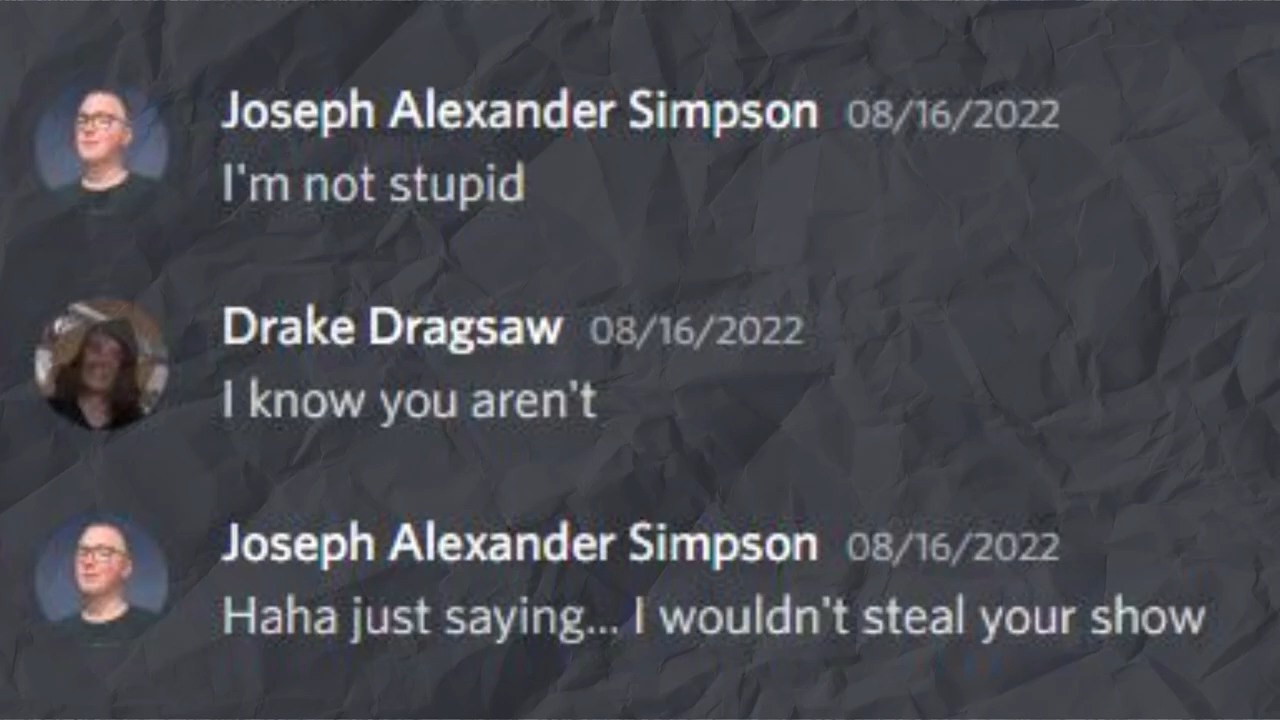 Joseph Alexander Simpson 08/16/2022
I'm not stupid
Drake Dragsaw 08/16/2022
I know you aren't
Joseph Alexander Simpson 08/16/2022
Haha just saying... I wouldn't steal your show